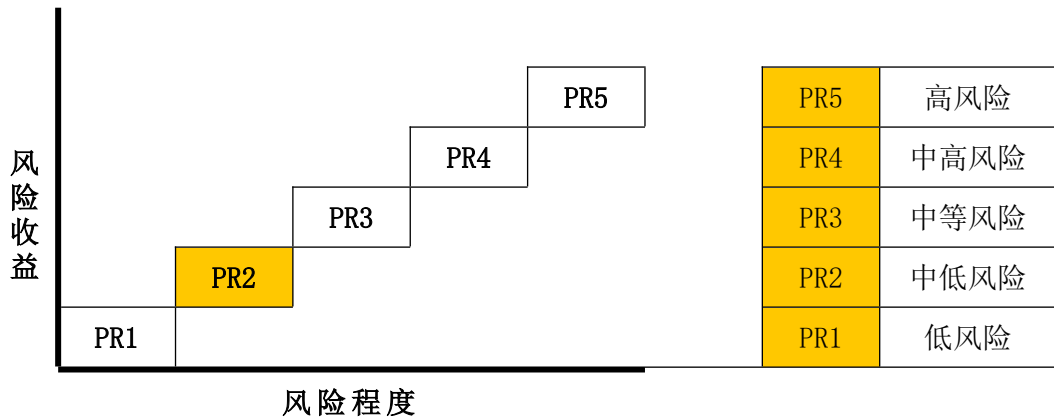 风险收益
PR5
PR4
PR3
PR2
PR1
风险程度
PR5 高风险
PR4 中高风险
PR3 中等风险
PR2 中低风险
PR1 低风险